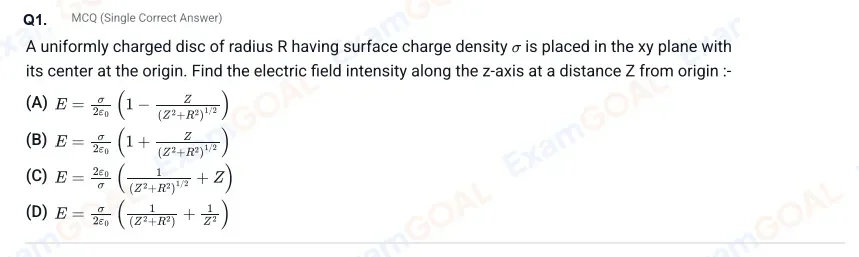 Q1. MCQ (Single Correct Answer)
A uniformly charged disc of radius R having surface charge density σ is placed in the xy plane with
its center at the origin. Find the electric field intensity along the z-axis at a distance Z from origin :-
(A) E = σ/2ε₀ (1 − Z/(Z²+R²)^{1/2})
(B) E = σ/2ε₀ (1 + Z/(Z²+R²)^{1/2})
(C) E = 2ε₀/σ (1/(Z²+R²)^{1/2} + Z)
(D) E = σ/2ε₀ (1/(Z²+R²) + 1/Z²)
ExamGOAL